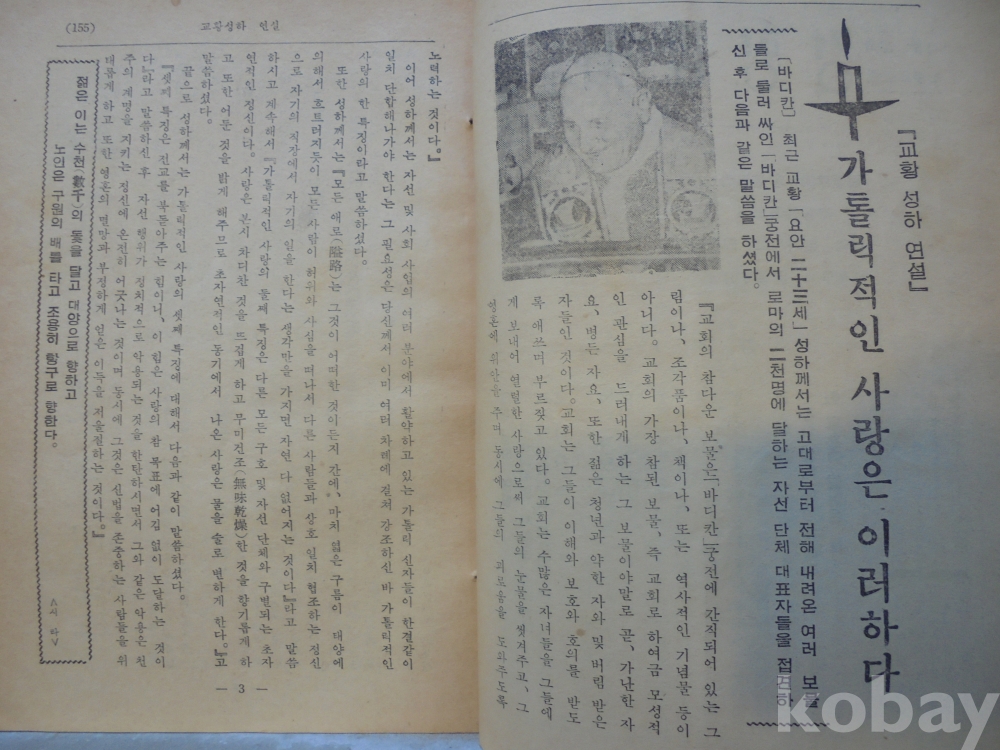 『교황 성하 연설』
가톨릭적인 사랑은 이러하다
[바디칸] 최근 교황 「요안 二十三세」 성하께서는 고대로부터 전해 내려온 여러 보물
들로 둘러 싸인 「바디칸」궁전에서 로마의 二천명에 달하는 자선 단체 대표자들을 접견하
신 후 다음과 같은 말씀을 하셨다.
『교회의 참다운 보물은 「바디칸」궁전에 간직되어 있는 그
림이나, 조각품이나, 책이나, 또는 역사적인 기념물 등이
아니다. 교회의 가장 참된 보물, 즉 교회로 하여금 모성적
인 관심을 드러내게 하는 그 보물이야말로 곧, 가난한 자
요, 병든 자요, 또한 젊은 청년과 약한 자와 및 버림 받은
자들인 것이다. 교회는 그들이 이해와 보호와 호의를 받도
록 애쓰며 부르짖고 있다. 교회는 수많은 자녀들을 그들에
게 보내어 열렬한 사랑으로써 그들의 눈물을 씻겨주고, 그
영혼에 위안을 주며 동시에 그들의 괴로움을 도와주도록
(155) 교황성하 연설
노력하는 것이다。』
이어 성하께서는 자선 및 사회 사업의 여러 분야에서 활약하고 있는 가톨릭 신자들이 한결같이
일치 단합해나가야 한다는 그 필요성은 당신께서 이미 여러 차례에 걸쳐 강조하신 바 가톨릭적인
사랑의 한 특징이라고 말씀하셨다.
또한 성하께서는 『모든 애로(隘路)는 그것이 어떠한 것이든지 간에, 마치 엷은 구름이 태양에
의해서 흐트러지듯이 모든 사람이 허위와 사심을 떠나서 다른 사람들과 상호 일치 협조하는 정신
으로 자기의 직장에서 자기의 일을 한다는 생각만을 가지면 자연 다 없어지는 것이다』라고 말씀
하시고 계속해서 『가톨릭적인 사랑의 둘째 특징은 다른 모든 구호 및 자선 단체와 구별되는 초자
연적인 정신이다. 사랑은 본시 차디찬 것을 뜨겁게 하고 무미건조(無味乾燥)한 것을 향기롭게 하
고 또한 어둔 것을 밝게 해주므로 초자연적인 동기에서 나온 사랑은 물을 술로 변하게 한다。』고
말씀하셨다.
끝으로 성하께서는 가톨릭적인 사랑의 셋째 특징에 대해서 다음과 같이 말씀하셨다.
『셋째 특징은 진교를 북돋아주는 힘이니, 이 힘은 사랑의 참 목표에 어김 없이 도달하는 것이
다』라고 말씀하신 후 자선 행위가 정치적으로 악용되는 것을 한탄하시면서 그와 같은 악용은 천
주의 계명을 지키는 정신에 온전히 어긋나는 것이며 동시에 그것은 신법을 존중하는 사람들을 위
태롭게 하고 또한 영혼의 멸망과 부정하게 얻은 이득을 저울질하는 것이다。』
젊은 이는 수천(數千)의 돛을 달고 대양으로 향하고
노인은 구원의 배를 타고 조용히 항구로 향한다。
— 3 —
kobay